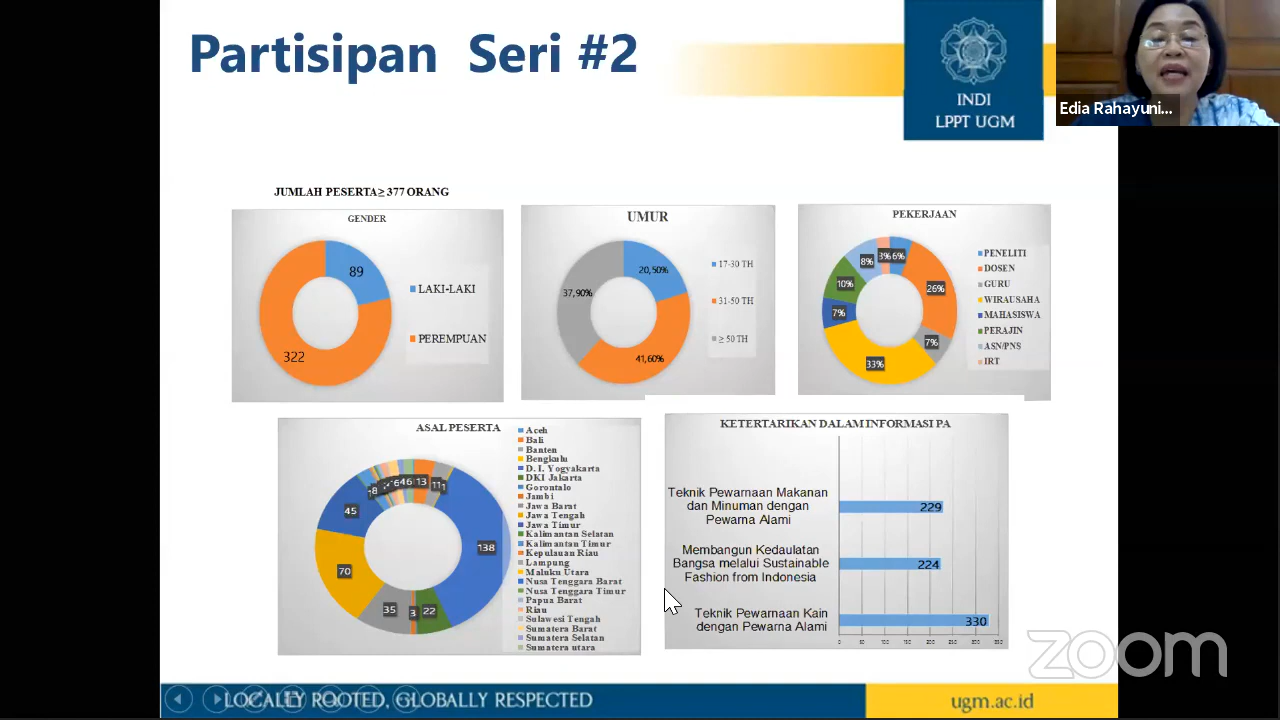 Partisipan Seri #2
INDI
LPPT UGM
Edia Rahayuni...
JUMLAH PESERTA ≥ 377 ORANG
GENDER
89
322
LAKI-LAKI
PEREMPUAN
UMUR
20,50%
37,90%
41,60%
17-30 TH
31-50 TH
≥ 50 TH
PEKERJAAN
3%
6%
8%
26%
10%
7%
7%
33%
PENELITI
DOSEN
GURU
WIRAUSAHA
MAHASISWA
PERAJIN
ASN/PNS
IRT
ASAL PESERTA
13
45
138
70
35
3
22
Aceh
Bali
Banten
Bengkulu
D. I. Yogyakarta
DKI Jakarta
Gorontalo
Jambi
Jawa Barat
Jawa Tengah
Jawa Timur
Kalimantan Selatan
Kalimantan Timur
Kepulauan Riau
Lampung
Maluku Utara
Nusa Tenggara Barat
Nusa Tenggara Timur
Papua Barat
Riau
Sulawesi Tengah
Sumatera Barat
Sumatera Selatan
Sumatera utara
KETERTARIKAN DALAM INFORMASI PA
Teknik Pewarnaan Makanan
dan Minuman dengan
Pewarna Alami
229
Membangun Kedaulatan
Bangsa melalui Sustainable
Fashion from Indonesia
224
Teknik Pewarnaan Kain
dengan Pewarna Alami
330
zoom
LOCALLY ROOTED, GLOBALLY RESPECTED
ugm.ac.id